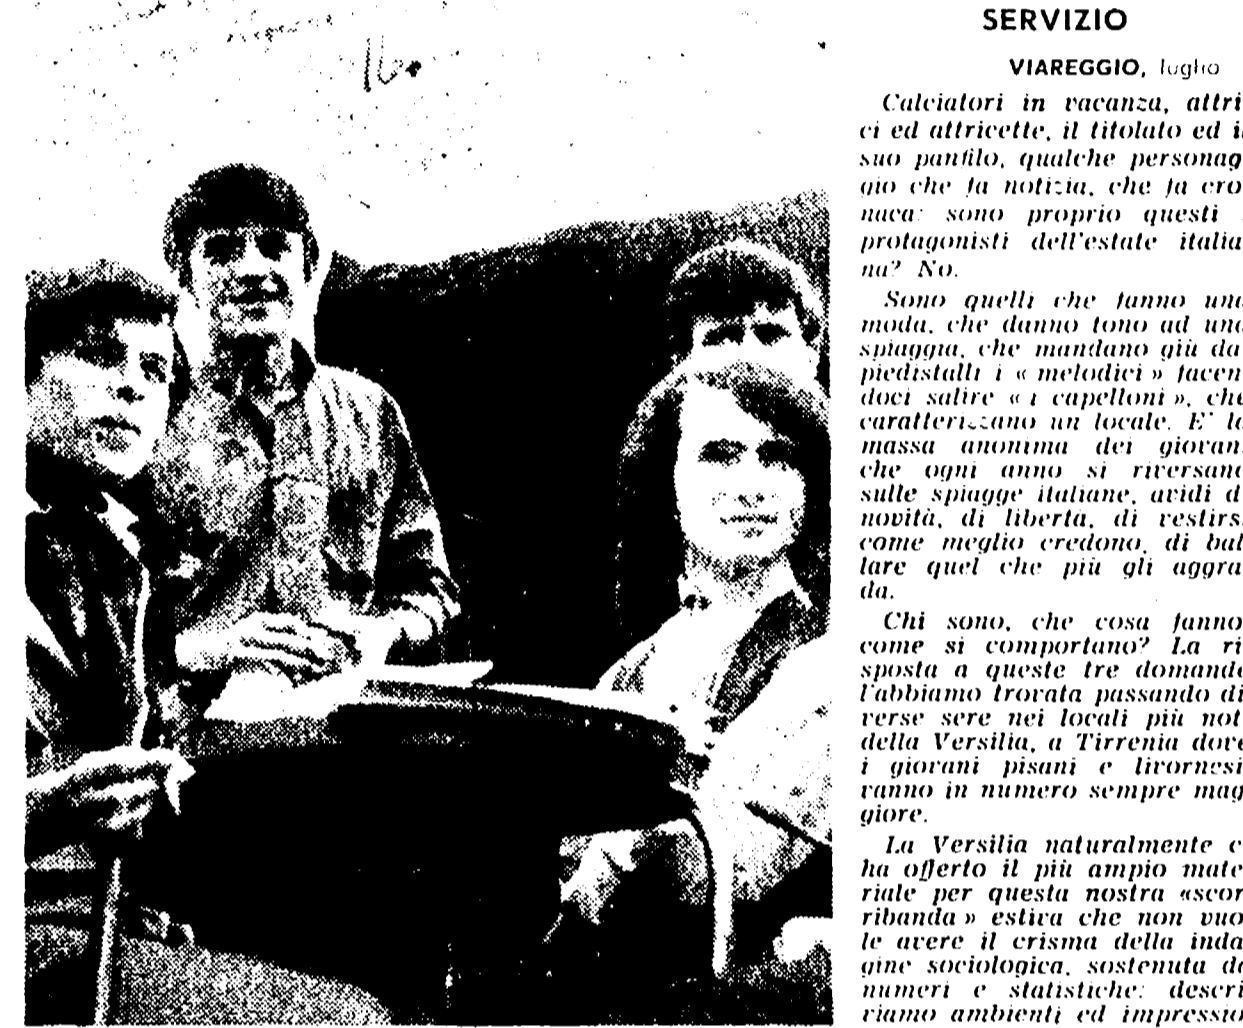 16.
SERVIZIO
VIAREGGIO, luglio
Calciatori in vacanza, attri-
ci ed attricette, il titolato ed il
suo panfilo, qualche personag-
gio che fa notizia, che fa cro-
naca: sono proprio questi
protagonisti dell'estate italia-
na? No.
Sono quelli che fanno una
moda, che danno tono ad una
spiaggia, che mandano giù dai
piedistalli i « melodici » facen-
doci salire « i capelloni », che
caratterizzano un locale. E' la
massa anonima dei giovani
che ogni anno si riversano
sulle spiagge italiane, avidi di
novità, di libertà, di vestirsi
come meglio credono, di bal-
lare quel che più gli aggra-
da.
Chi sono, che cosa fanno,
come si comportano? La ri-
sposta a queste tre domande
l'abbiamo trovata passando di-
verse sere nei locali più noti
della Versilia, a Tirrenia dove
i giovani pisani e livornesi
vanno in numero sempre mag-
giore.
La Versilia naturalmente ci
ha offerto il più ampio mate-
riale per questa nostra «scor-
ribanda» estiva che non vuo-
le avere il crisma della inda-
gine sociologica, sostenuta da
numeri e statistiche: descri-
viamo ambienti ed impressio-